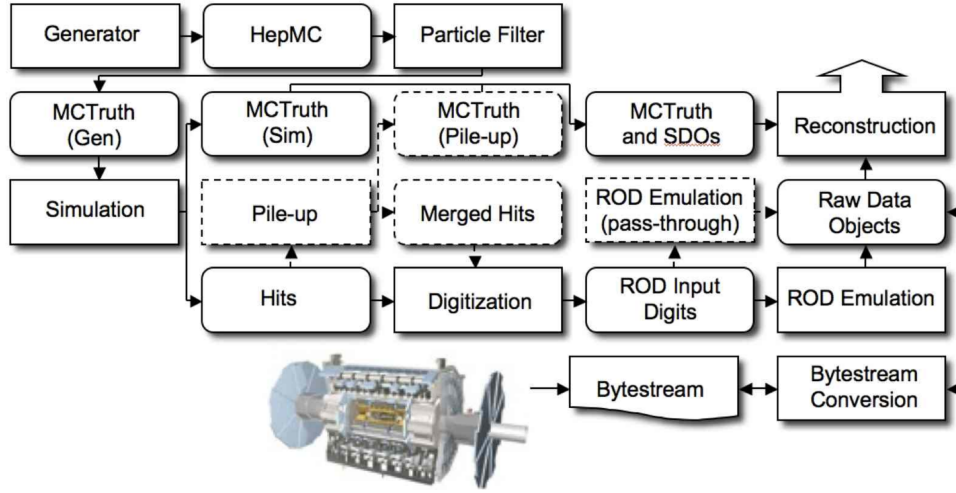 Generator
HepMC
Particle Filter
MCTruth
(Gen)
MCTruth
(Sim)
MCTruth
(Pile-up)
MCTruth
and SDOs
Reconstruction
Simulation
Pile-up
Merged Hits
ROD Emulation
(pass-through)
Raw Data
Objects
Hits
Digitization
ROD Input
Digits
ROD Emulation
Bytestream
Bytestream
Conversion